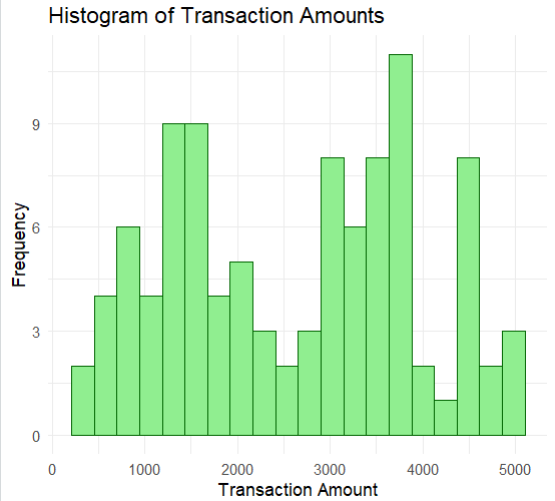 Histogram of Transaction Amounts
9
6
3
0
Frequency
0 1000 2000 3000 4000 5000
Transaction Amount